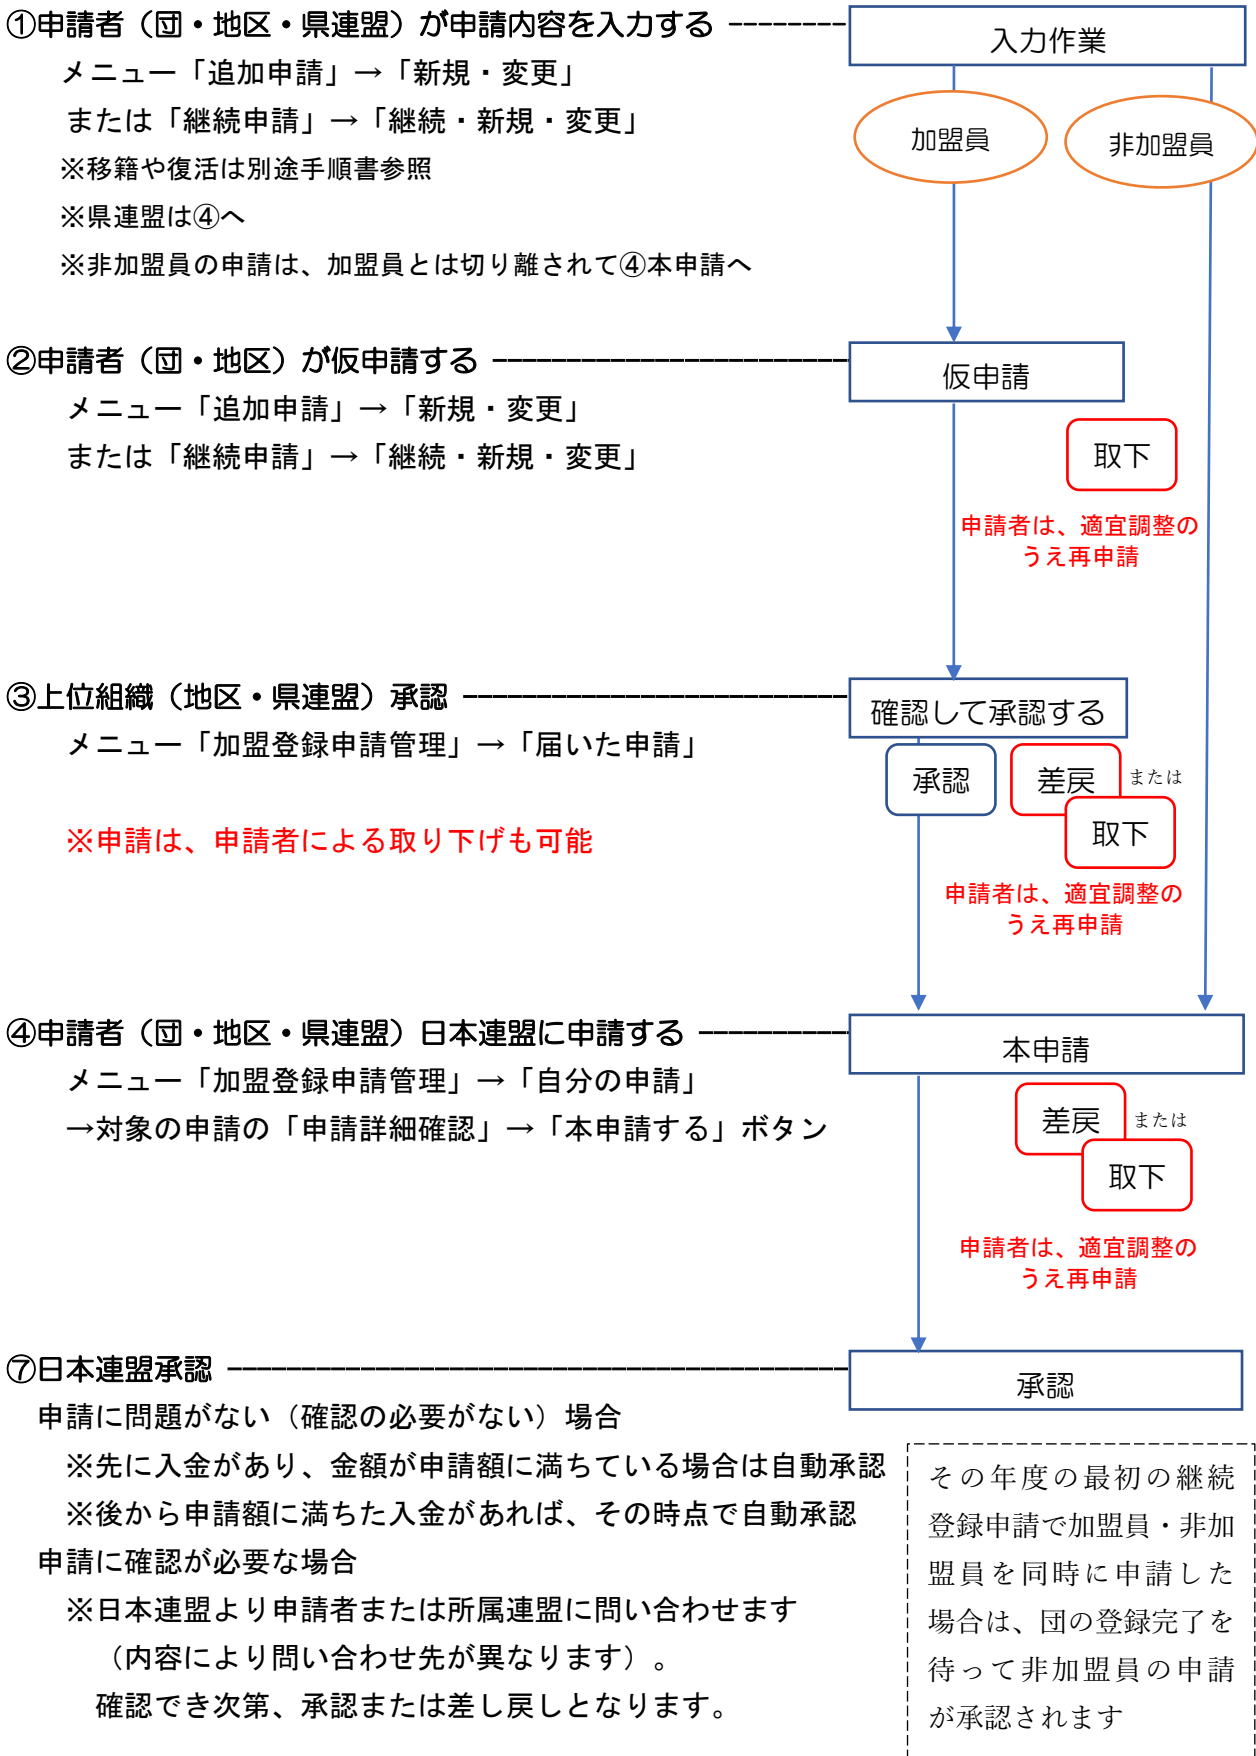 ①申請者（団・地区・県連盟）が申請内容を入力する
入力作業
メニュー「追加申請」→「新規・変更」
または「継続申請」→「継続・新規・変更」
加盟員
非加盟員
※移籍や復活は別途手順書参照
※県連盟は④へ
※非加盟員の申請は、加盟員とは切り離されて④本申請へ
②申請者（団・地区）が仮申請する
仮申請
メニュー「追加申請」→「新規・変更」
または「継続申請」→「継続・新規・変更」
取下
申請者は、適宜調整の
うえ再申請
③上位組織（地区・県連盟）承認
確認して承認する
メニュー「加盟登録申請管理」→「届いた申請」
承認
差戻
または
取下
※申請は、申請者による取り下げも可能
申請者は、適宜調整の
うえ再申請
④申請者（団・地区・県連盟）日本連盟に申請する
本申請
メニュー「加盟登録申請管理」→「自分の申請」
→対象の申請の「申請詳細確認」→「本申請する」ボタン
差戻
または
取下
申請者は、適宜調整の
うえ再申請
⑦日本連盟承認
承認
申請に問題がない（確認の必要がない）場合
※先に入金があり、金額が申請額に満ちている場合は自動承認
※後から申請額に満ちた入金があれば、その時点で自動承認
申請に確認が必要な場合
※日本連盟より申請者または所属連盟に問い合わせます
（内容により問い合わせ先が異なります）。
確認でき次第、承認または差し戻しとなります。
その年度の最初の継続
登録申請で加盟員・非加
盟員を同時に申請した
場合は、団の登録完了を
待って非加盟員の申請
が承認されます